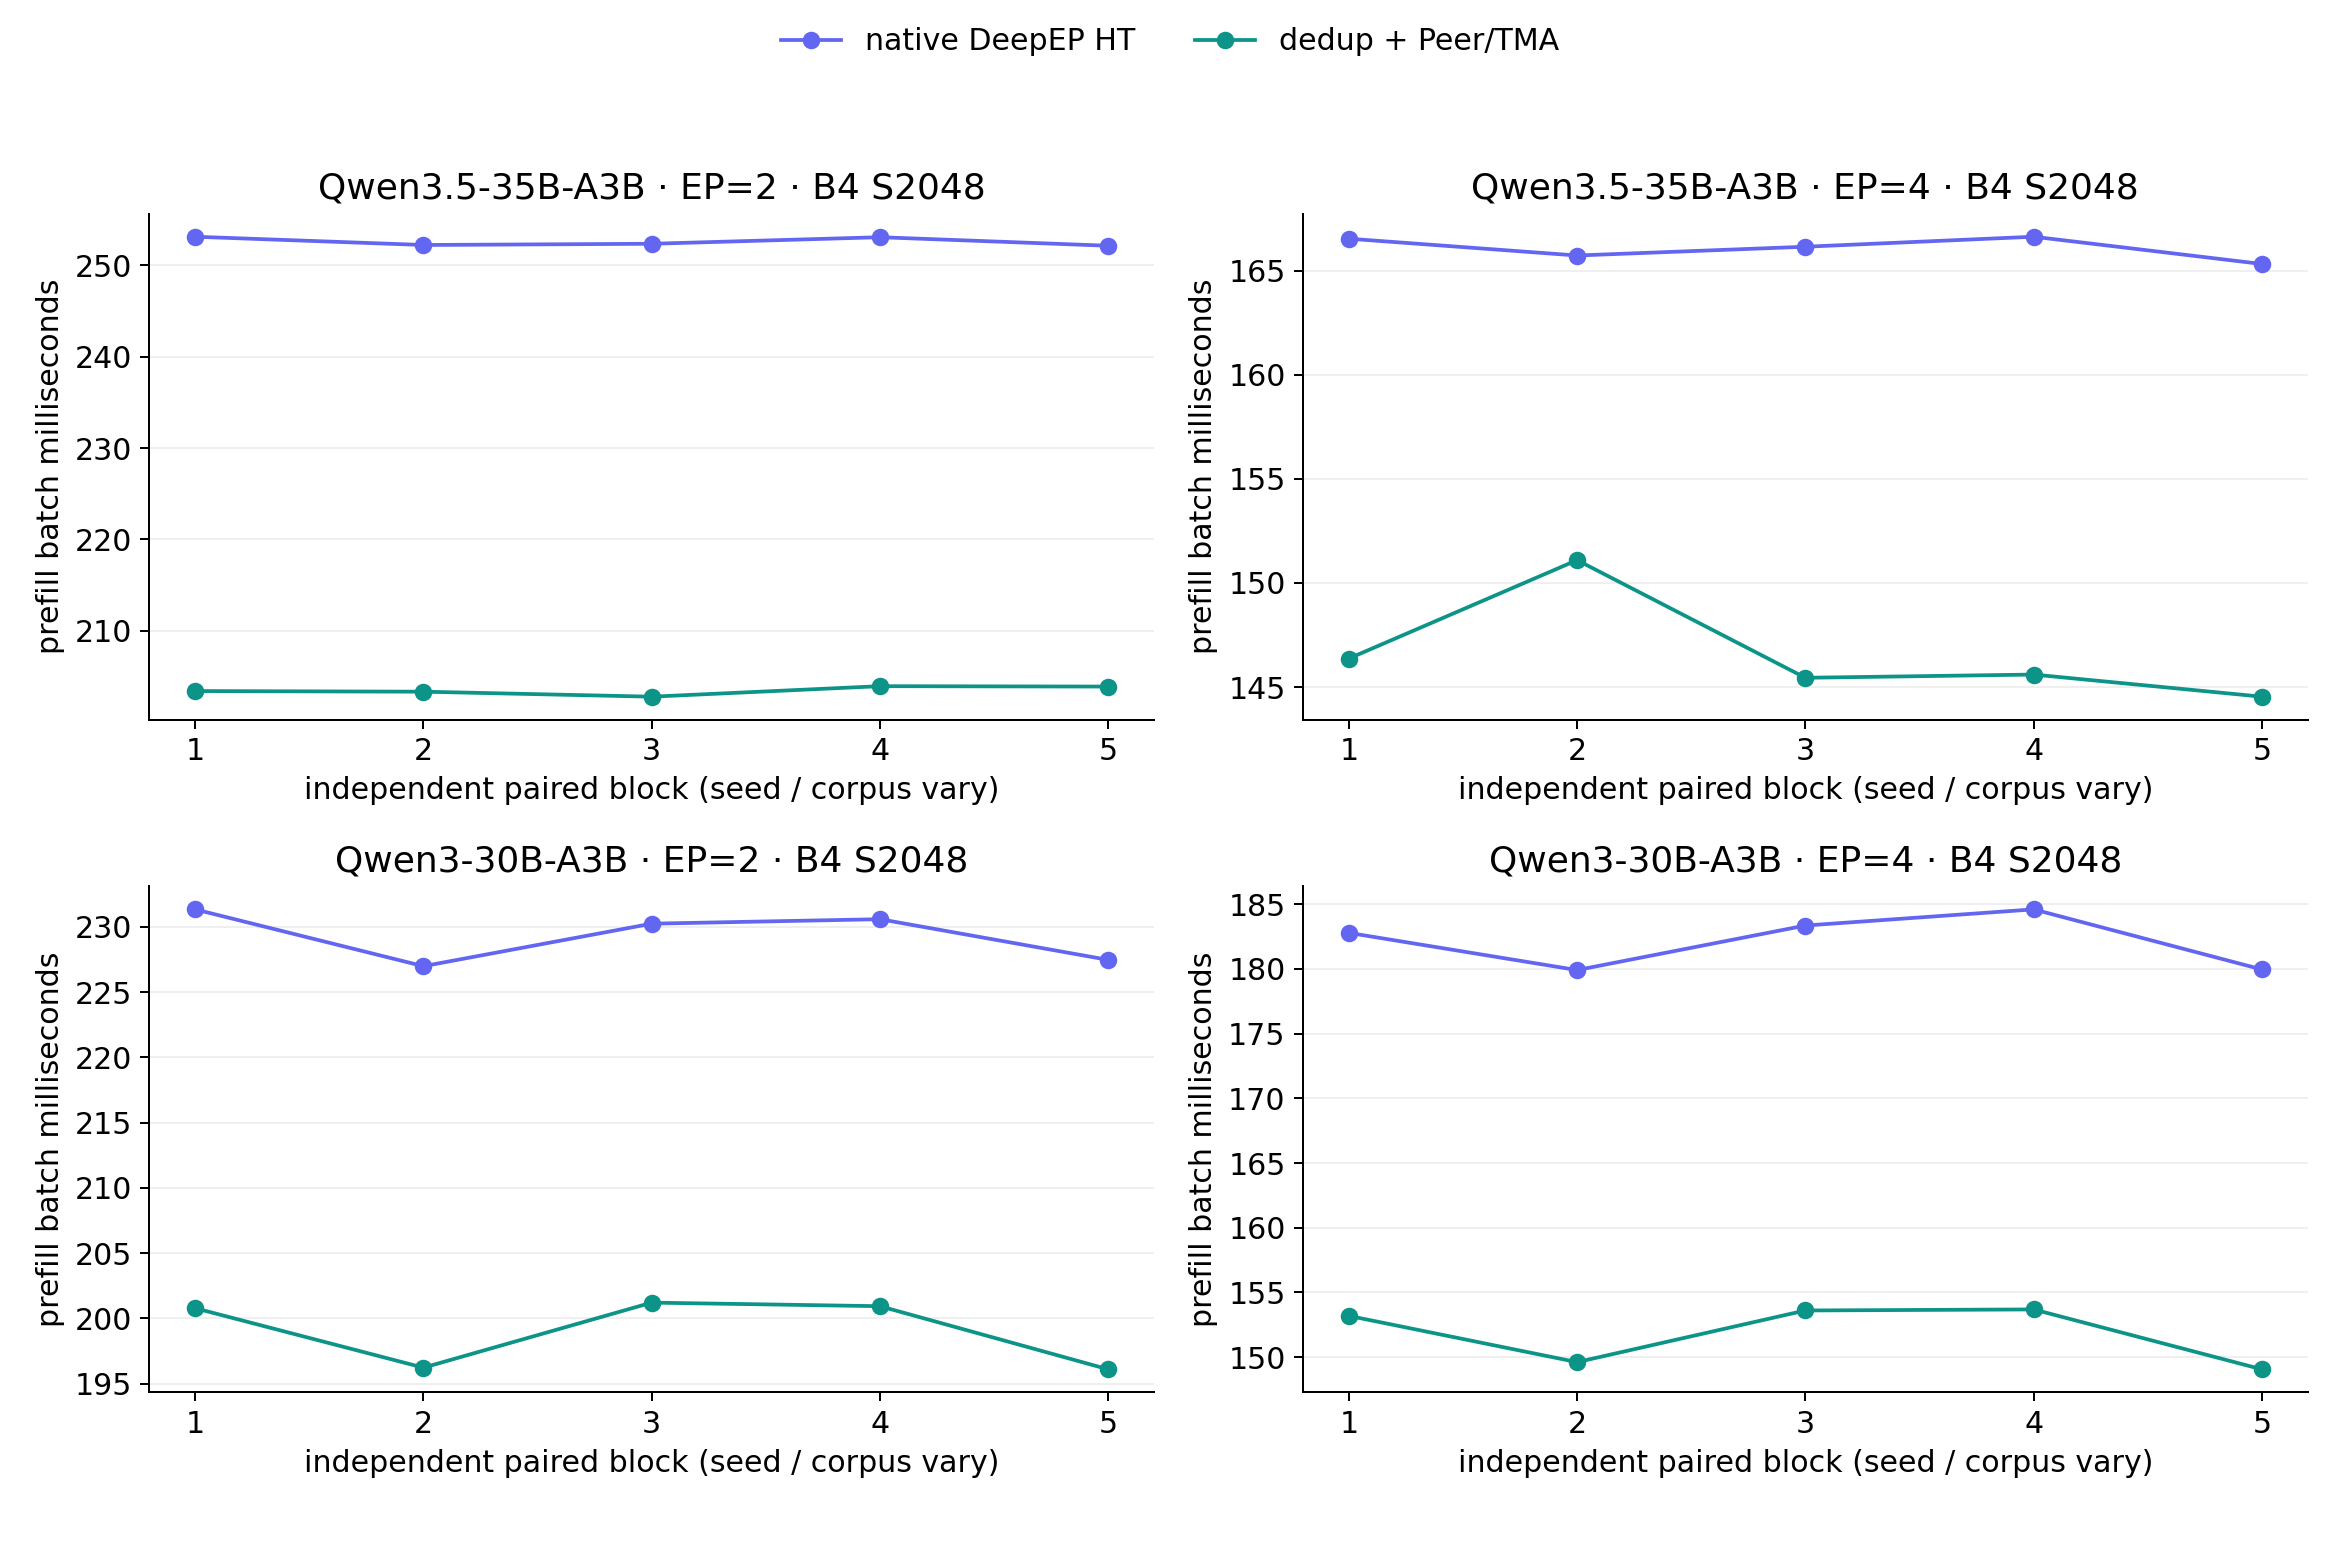 native DeepEP HT
dedup + Peer/TMA
Qwen3.5-35B-A3B · EP=2 · B4 S2048
prefill batch milliseconds
250
240
230
220
210
1 2 3 4 5
independent paired block (seed / corpus vary)
Qwen3.5-35B-A3B · EP=4 · B4 S2048
prefill batch milliseconds
165
160
155
150
145
1 2 3 4 5
independent paired block (seed / corpus vary)
Qwen3-30B-A3B · EP=2 · B4 S2048
prefill batch milliseconds
230
225
220
215
210
205
200
195
1 2 3 4 5
independent paired block (seed / corpus vary)
Qwen3-30B-A3B · EP=4 · B4 S2048
prefill batch milliseconds
185
180
175
170
165
160
155
150
1 2 3 4 5
independent paired block (seed / corpus vary)